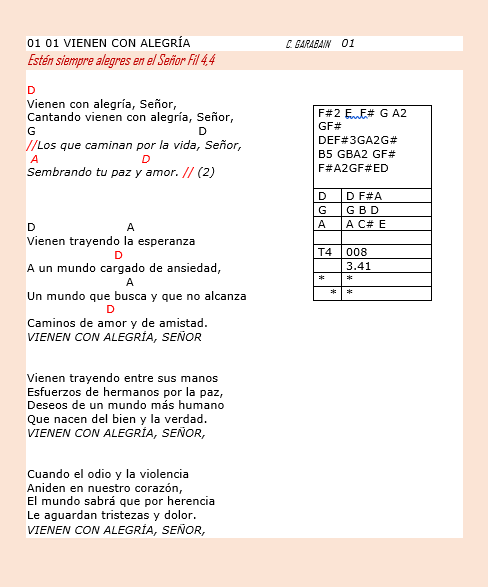 01 01 VIENEN CON ALEGRÍA C. GARABAIN 01
Estén siempre alegres en el Señor Fil 4,4
D
Vienen con alegría, Señor,
Cantando vienen con alegría, Señor,
G D
//Los que caminan por la vida, Señor,
A D
Sembrando tu paz y amor. // (2)
D A
Vienen trayendo la esperanza
D
A un mundo cargado de ansiedad,
A
Un mundo que busca y que no alcanza
D
Caminos de amor y de amistad.
VIENEN CON ALEGRÍA, SEÑOR
Vienen trayendo entre sus manos
Esfuerzos de hermanos por la paz,
Deseos de un mundo más humano
Que nacen del bien y la verdad.
VIENEN CON ALEGRÍA, SEÑOR,
Cuando el odio y la violencia
Aniden en nuestro corazón,
El mundo sabrá que por herencia
Le aguardan tristezas y dolor.
VIENEN CON ALEGRÍA, SEÑOR,
F#2 E F# G A2
GF#
DEF#3GA2G#
B5 GBA2 GF#
F#A2GF#ED
D D F#A
G G B D
A A C# E
T4 008
3.41
* *
* *